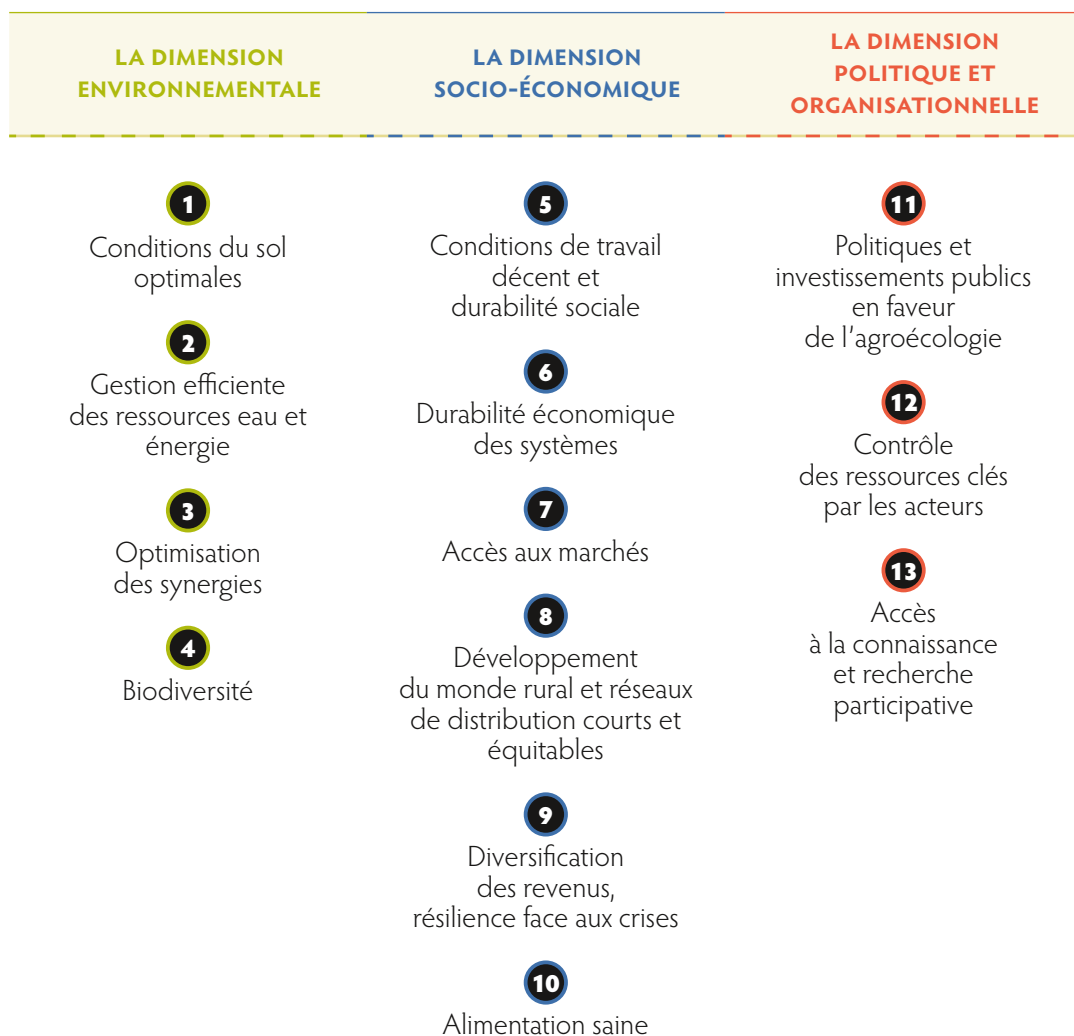 LA DIMENSION
ENVIRONNEMENTALE
LA DIMENSION
SOCIO-ÉCONOMIQUE
LA DIMENSION
POLITIQUE ET
ORGANISATIONNELLE
1
Conditions du sol
optimales
2
Gestion efficiente
des ressources eau et
énergie
3
Optimisation
des synergies
4
Biodiversité
5
Conditions de travail
décent et
durabilité sociale
6
Durabilité économique
des systèmes
7
Accès aux marchés
8
Développement
du monde rural et réseaux
de distribution courts et
équitables
9
Diversification
des revenus,
résilience face aux crises
10
Alimentation saine
11
Politiques et
investissements publics
en faveur
de l’agroécologie
12
Contrôle
des ressources clés
par les acteurs
13
Accès
à la connaissance
et recherche
participative